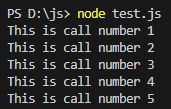 PS D:\js> node test.js
This is call number 1
This is call number 2
This is call number 3
This is call number 4
This is call number 5